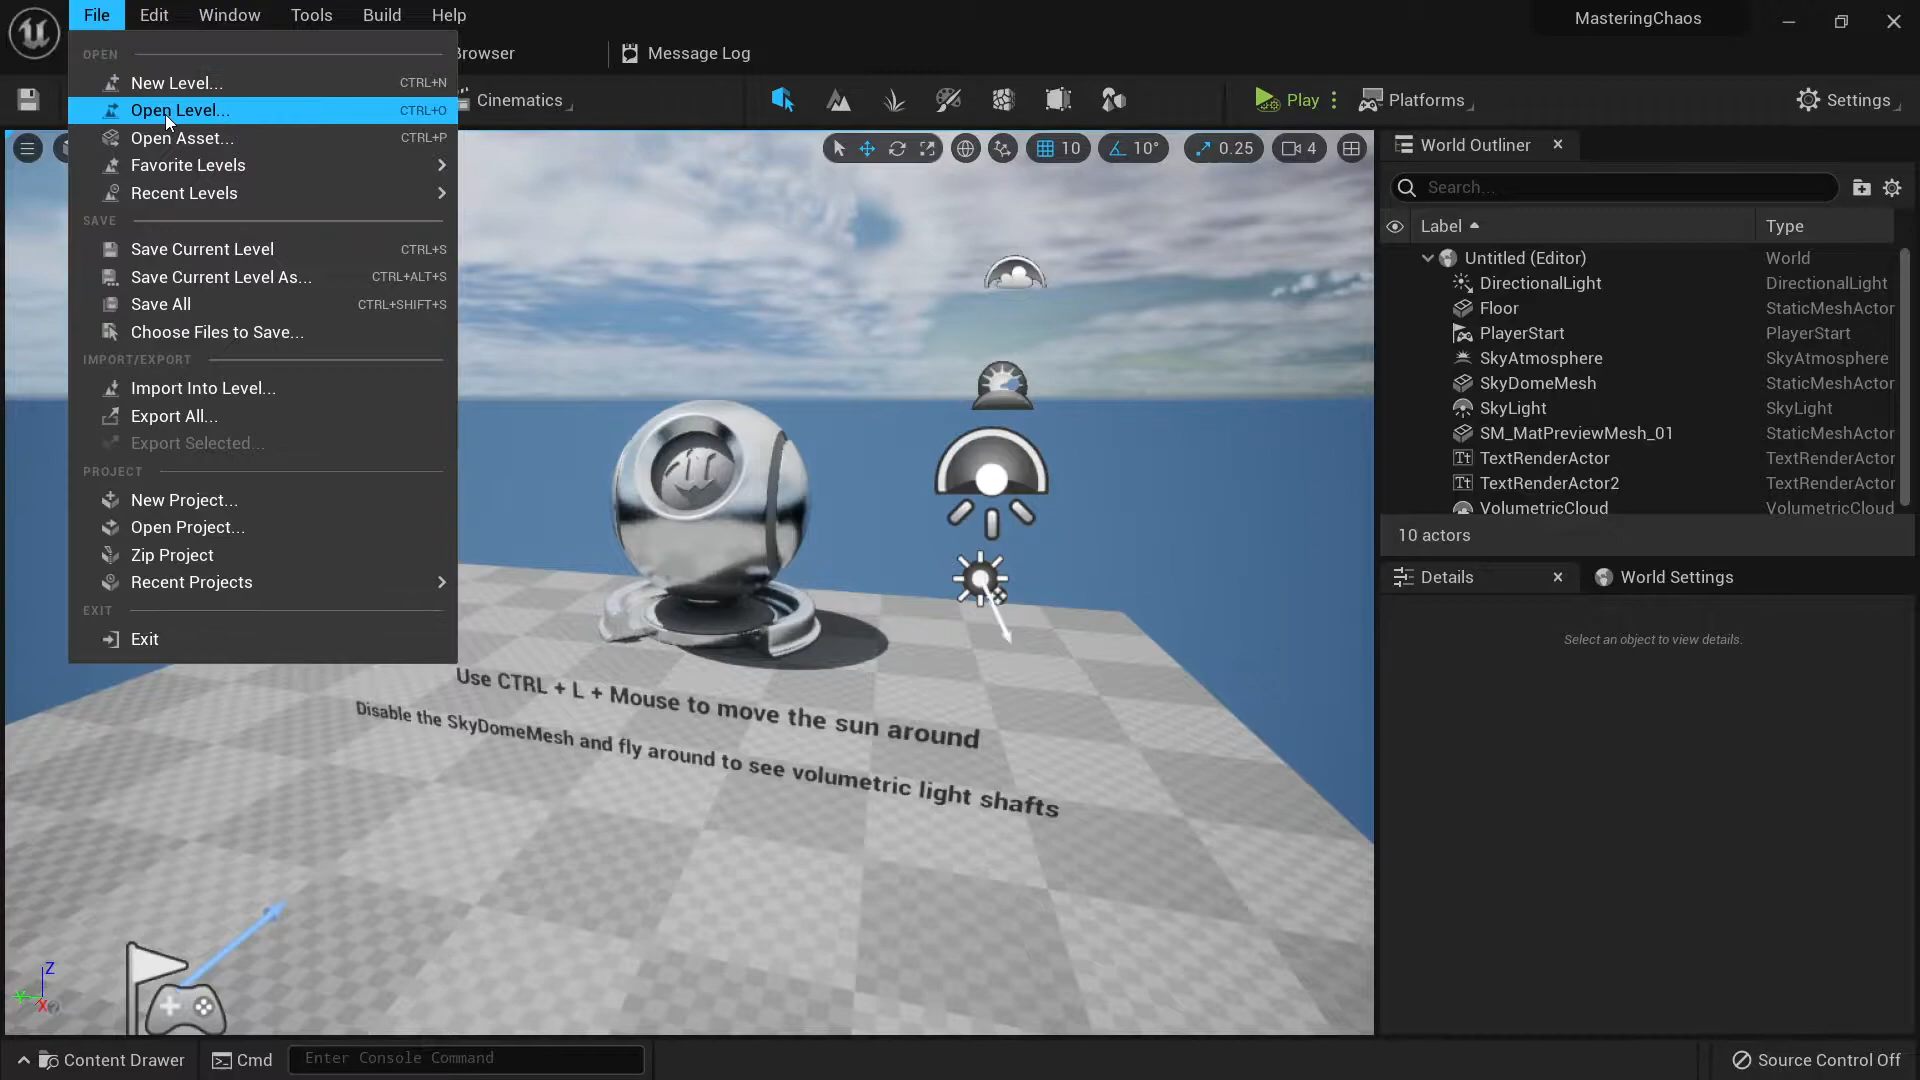 File Edit Window Tools Build Help
MasteringChaos
Browser
Message Log
OPEN
New Level... CTRL+N
Open Level... CTRL+O
Open Asset... CTRL+P
Favorite Levels
Recent Levels
SAVE
Save Current Level CTRL+S
Save Current Level As... CTRL+ALT+S
Save All CTRL+SHIFT+S
Choose Files to Save...
IMPORT/EXPORT
Import Into Level...
Export All...
Export Selected...
PROJECT
New Project...
Open Project...
Zip Project
Recent Projects
EXIT
Exit
Cinematics
Play
Platforms
Settings
10
10°
0.25
4
Use CTRL + L + Mouse to move the sun around
Disable the SkyDomeMesh and fly around to see volumetric light shafts
Z
X
World Outliner
Search...
Label Type
Untitled (Editor) World
DirectionalLight DirectionalLight
Floor StaticMeshActor
PlayerStart PlayerStart
SkyAtmosphere SkyAtmosphere
SkyDomeMesh StaticMeshActor
SkyLight SkyLight
SM_MatPreviewMesh_01 StaticMeshActor
TextRenderActor TextRenderActor
TextRenderActor2 TextRenderActor
VolumetricCloud VolumetricCloud
10 actors
Details
World Settings
Select an object to view details.
Content Drawer
Cmd
Enter Console Command
Source Control Off